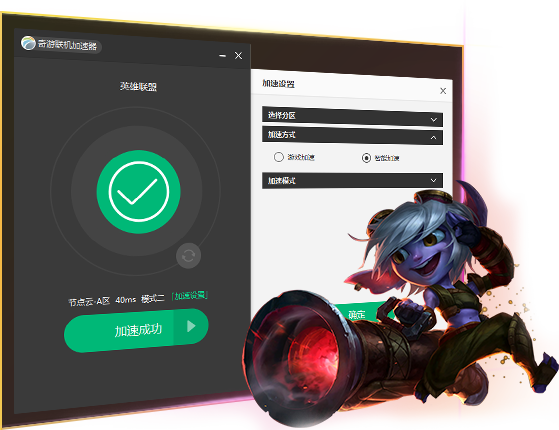 奇游联机加速器
英雄联盟
节点云·A区 40ms 模式二 [加速设置]
加速成功
加速设置
选择分区
加速方式
游戏加速 智能加速
加速模式
确定